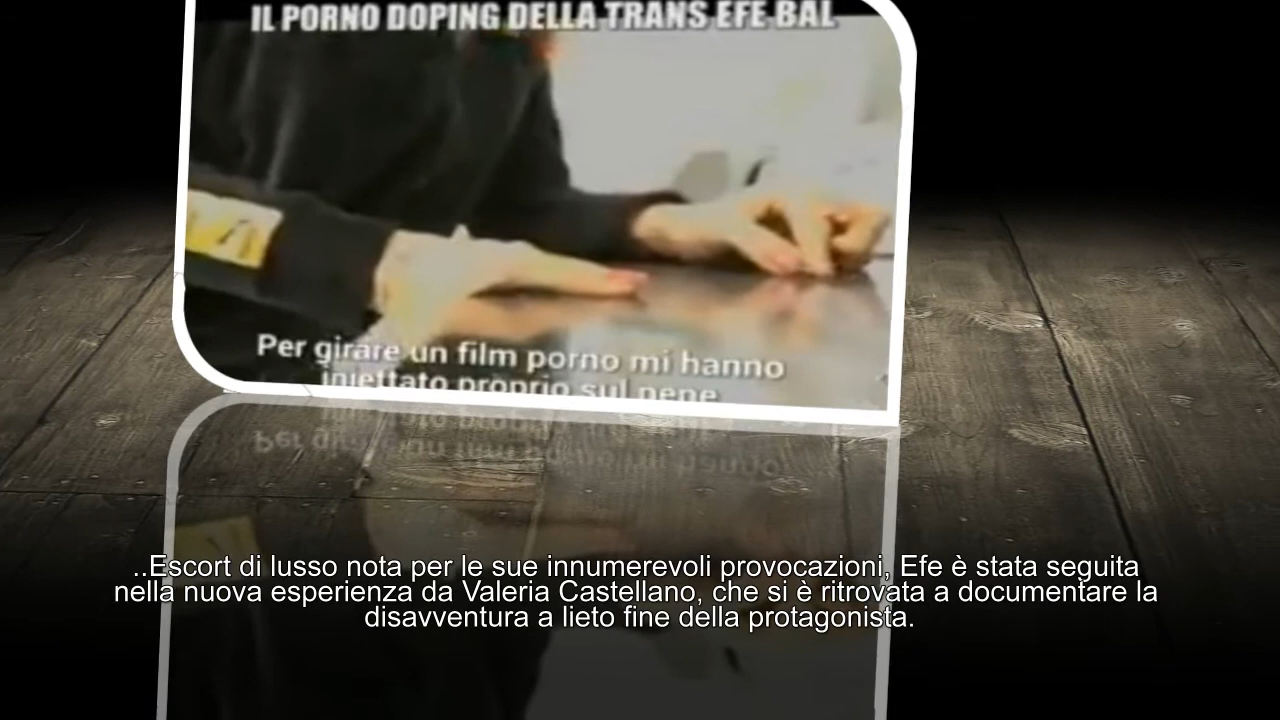 IL PORNO DOPING DELLA TRANS EFE BAL
Per girare un film porno mi hanno
iniettato proprio sul pene
..Escort di lusso nota per le sue innumerevoli provocazioni, Efe è stata seguita
nella nuova esperienza da Valeria Castellano, che si è ritrovata a documentare la
disavventura a lieto fine della protagonista.